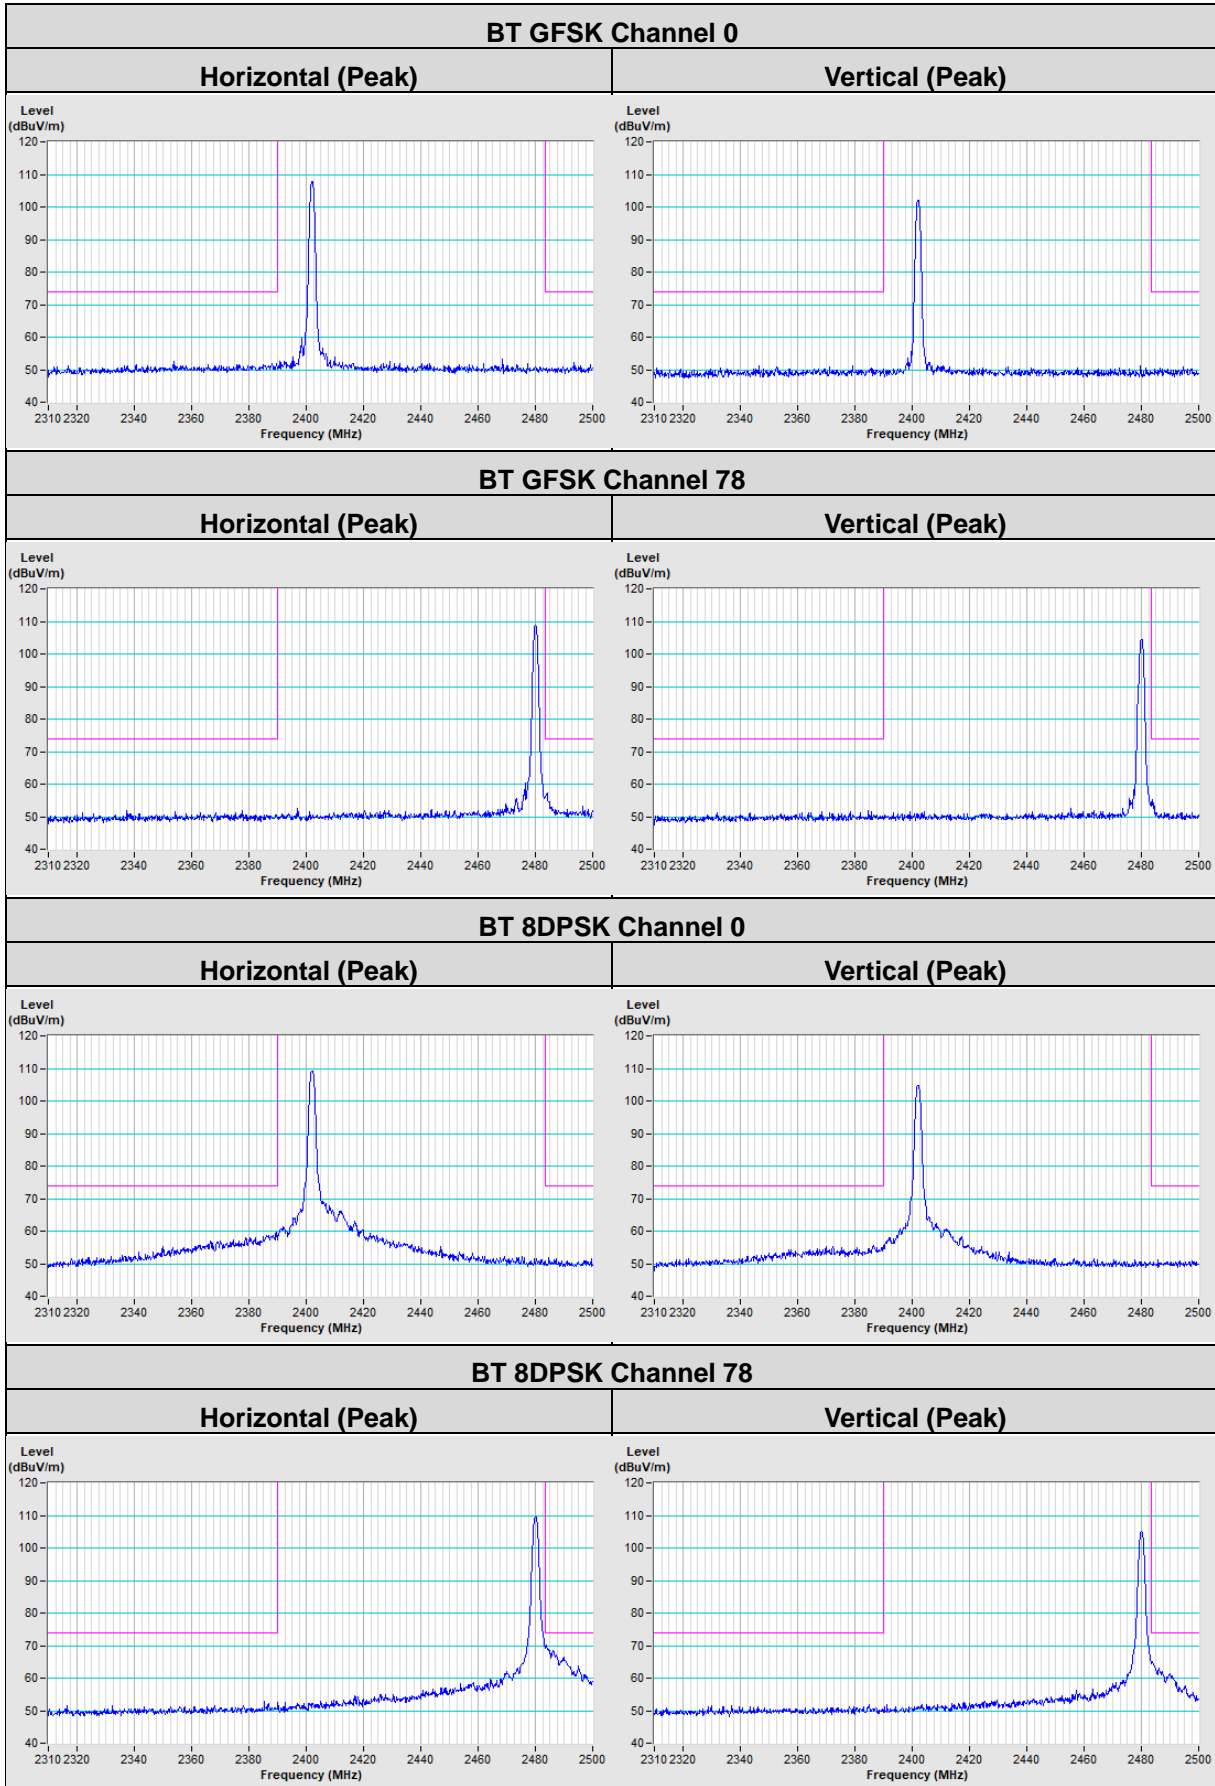 BT GFSK Channel 0
Horizontal (Peak) Vertical (Peak)
Level
(dBuV/m)
120
110
100
90
80
70
60
50
40
2310 2320 2340 2360 2380 2400 2420 2440 2460 2480 2500
Frequency (MHz)
Level
(dBuV/m)
120
110
100
90
80
70
60
50
40
2310 2320 2340 2360 2380 2400 2420 2440 2460 2480 2500
Frequency (MHz)
BT GFSK Channel 78
Horizontal (Peak) Vertical (Peak)
Level
(dBuV/m)
120
110
100
90
80
70
60
50
40
2310 2320 2340 2360 2380 2400 2420 2440 2460 2480 2500
Frequency (MHz)
Level
(dBuV/m)
120
110
100
90
80
70
60
50
40
2310 2320 2340 2360 2380 2400 2420 2440 2460 2480 2500
Frequency (MHz)
BT 8DPSK Channel 0
Horizontal (Peak) Vertical (Peak)
Level
(dBuV/m)
120
110
100
90
80
70
60
50
40
2310 2320 2340 2360 2380 2400 2420 2440 2460 2480 2500
Frequency (MHz)
Level
(dBuV/m)
120
110
100
90
80
70
60
50
40
2310 2320 2340 2360 2380 2400 2420 2440 2460 2480 2500
Frequency (MHz)
BT 8DPSK Channel 78
Horizontal (Peak) Vertical (Peak)
Level
(dBuV/m)
120
110
100
90
80
70
60
50
40
2310 2320 2340 2360 2380 2400 2420 2440 2460 2480 2500
Frequency (MHz)
Level
(dBuV/m)
120
110
100
90
80
70
60
50
40
2310 2320 2340 2360 2380 2400 2420 2440 2460 2480 2500
Frequency (MHz)